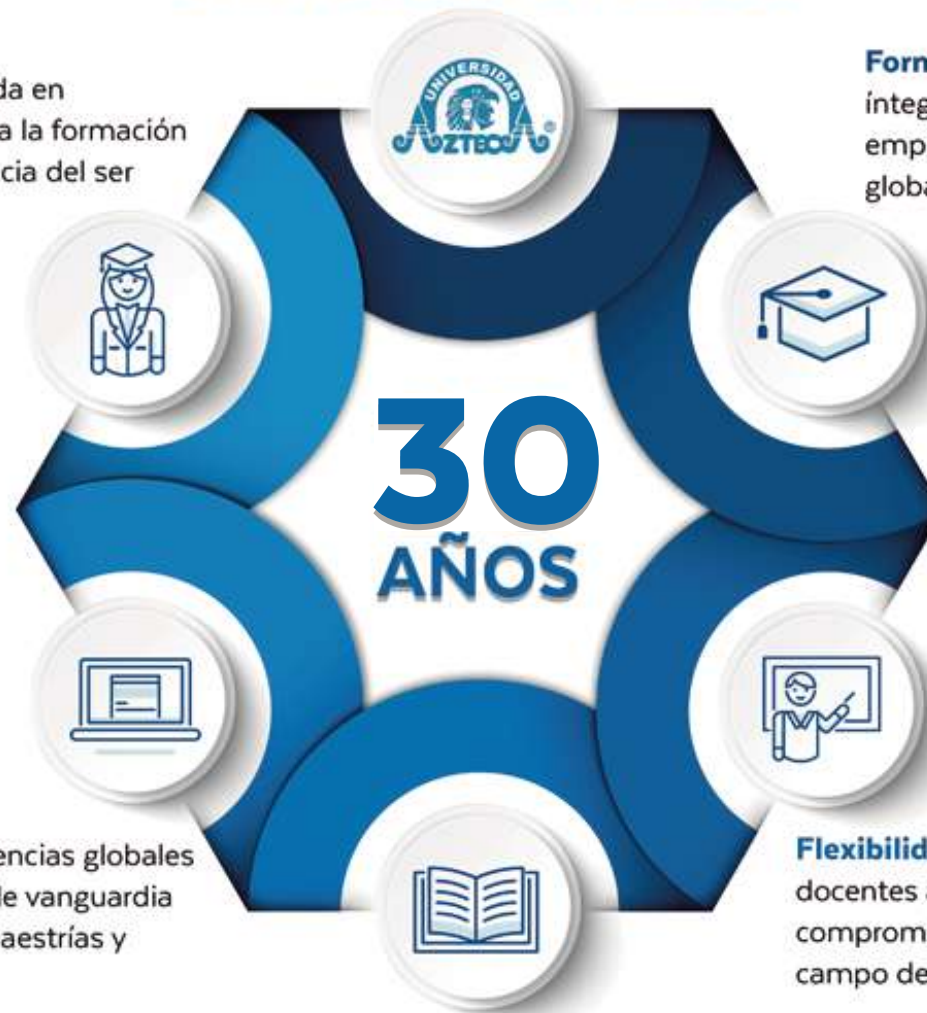 da en
a la formación
cia del ser
UNIVERSIDAD
AZTECA
®
Form
ínteg
emp
globa
30
AÑOS
encias globales
de vanguardia
aestrías y
Flexibilid
docentes a
comprom
campo de